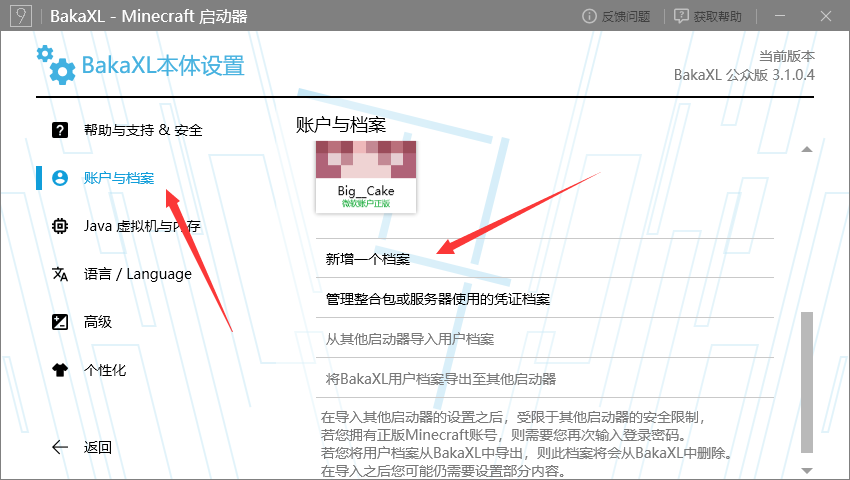 BakaXL - Minecraft 启动器
反馈问题
获取帮助
BakaXL本体设置
当前版本
BakaXL 公众版 3.1.0.4
帮助与支持 & 安全
账户与档案
Java 虚拟机与内存
语言 / Language
高级
个性化
返回
账户与档案
Big__Cake
微软账户正版
新增一个档案
管理整合包或服务器使用的凭证档案
从其他启动器导入用户档案
将BakaXL用户档案导出至其他启动器
在导入其他启动器的设置之后，受限于其他启动器的安全限制，
若您拥有正版Minecraft账号，则需要您再次输入登录密码。
若您将用户档案从BakaXL中导出，则此档案将会从BakaXL中删除。
在导入之后您可能仍需要设置部分内容。